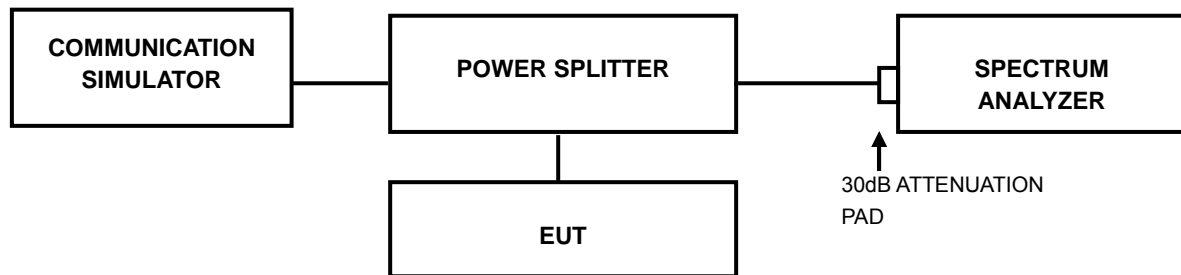 COMMUNICATION
SIMULATOR
POWER SPLITTER
SPECTRUM
ANALYZER
30dB ATTENUATION
PAD
EUT